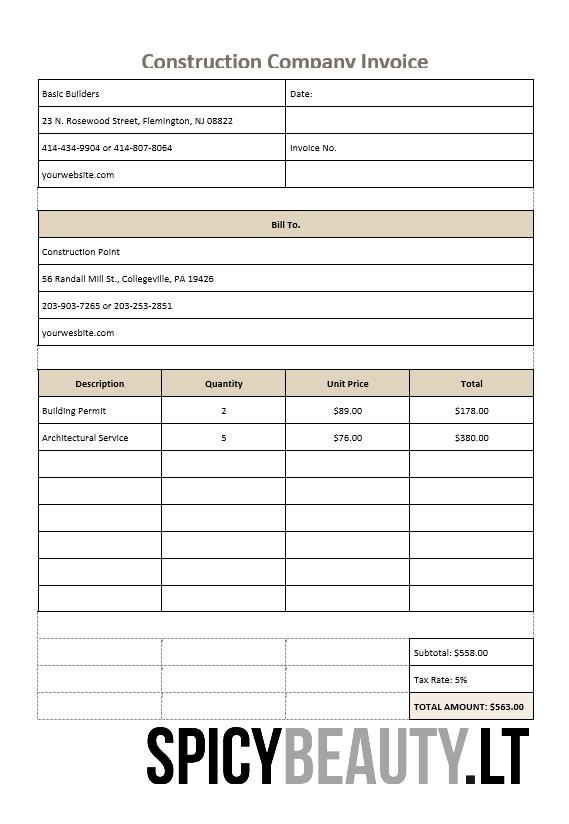 Construction Company Invoice
Basic Builders Date:
23 N. Rosewood Street, Flemington, NJ 08822
414-434-9904 or 414-807-8064 Invoice No.
yourwebsite.com
Bill To.
Construction Point
56 Randall Mill St., Collegeville, PA 19426
203-903-7265 or 203-253-2851
yourwesbite.com
Description Quantity Unit Price Total
Building Permit 2 $89.00 $178.00
Architectural Service 5 $76.00 $380.00
Subtotal: $558.00
Tax Rate: 5%
TOTAL AMOUNT: $563.00
SPICYBEAUTY.LT